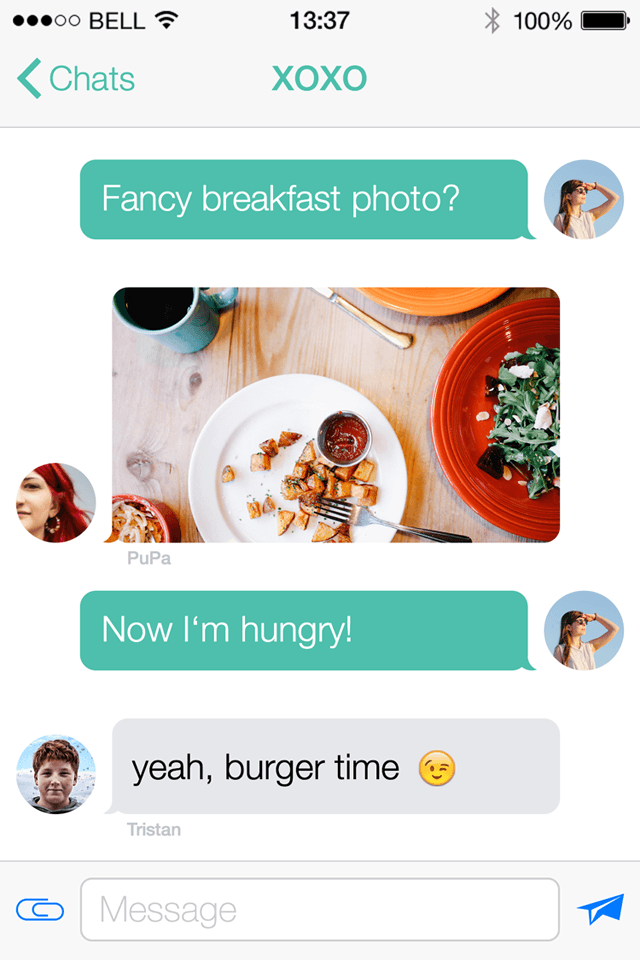 BELL 13:37 100%
Chats XOXO
Fancy breakfast photo?
PuPa
Now I‘m hungry!
yeah, burger time 😉
Tristan
Message